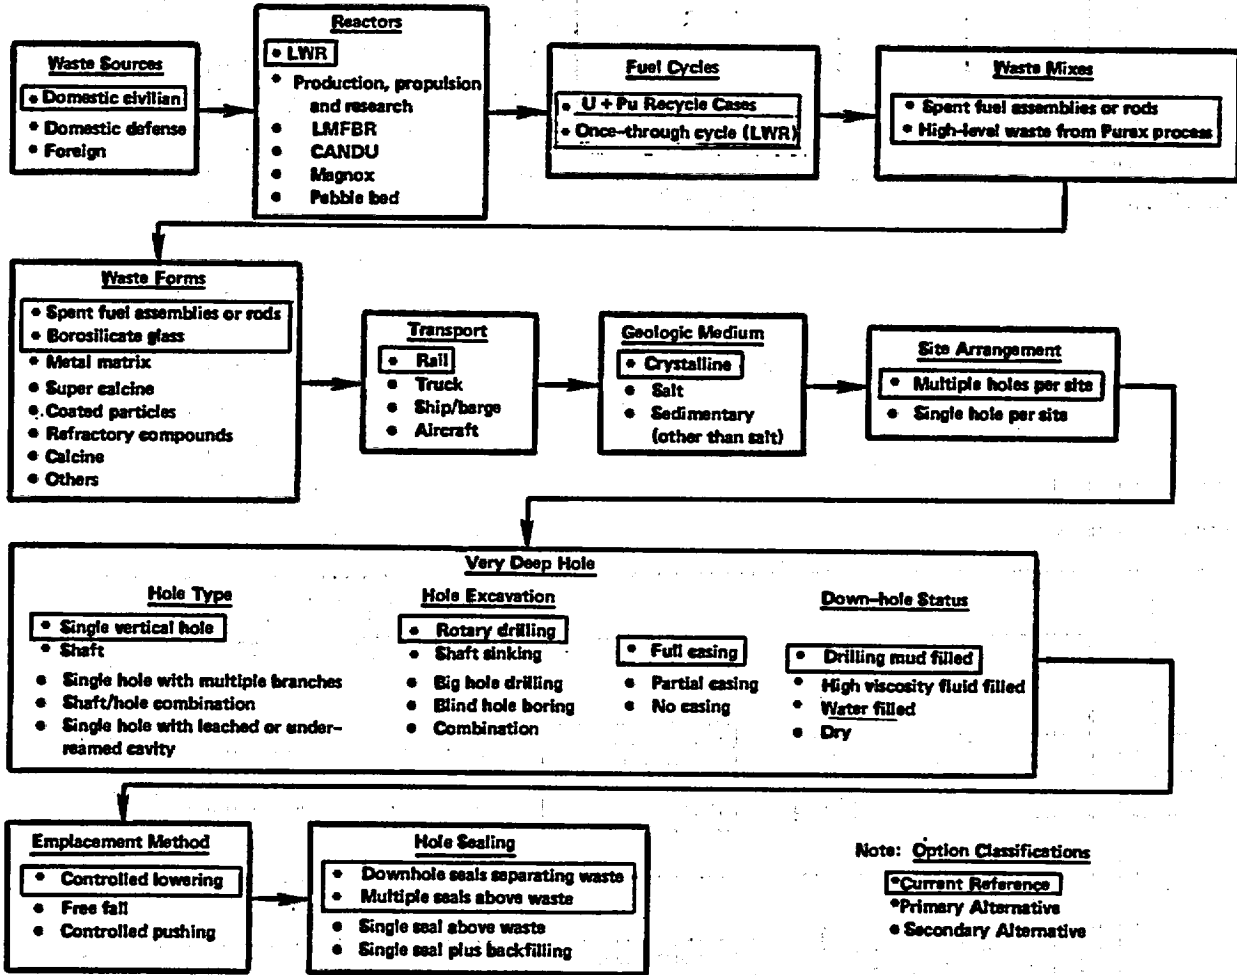 Reactors
• LWR
• Production, propulsion
and research
• LMFBR
• CANDU
• Magnox
• Pebble bed
Waste Sources
• Domestic civilian
• Domestic defense
• Foreign
Fuel Cycles
• U + Pu Recycle Cases
• Once-through cycle (LWR)
Waste Mixes
• Spent fuel assemblies or rods
• High-level waste from Purex process
Waste Forms
• Spent fuel assemblies or rods
• Borosilicate glass
• Metal matrix
• Super calcine
• Coated particles
• Refractory compounds
• Calcine
• Others
Transport
• Rail
• Truck
• Ship/barge
• Aircraft
Geologic Medium
• Crystalline
• Salt
• Sedimentary
(other than salt)
Site Arrangement
• Multiple holes per site
• Single hole per site
Very Deep Hole
Hole Type
• Single vertical hole
• Shaft
• Single hole with multiple branches
• Shaft/hole combination
• Single hole with leached or under-
reamed cavity
Hole Excavation
• Rotary drilling
• Shaft sinking
• Big hole drilling
• Blind hole boring
• Combination
• Full casing
• Partial casing
• No casing
Down-hole Status
• Drilling mud filled
• High viscosity fluid filled
• Water filled
• Dry
Emplacement Method
• Controlled lowering
• Free fall
• Controlled pushing
Hole Sealing
• Downhole seals separating waste
• Multiple seals above waste
• Single seal above waste
• Single seal plus backfilling
Note: Option Classifications
•Current Reference
•Primary Alternative
• Secondary Alternative